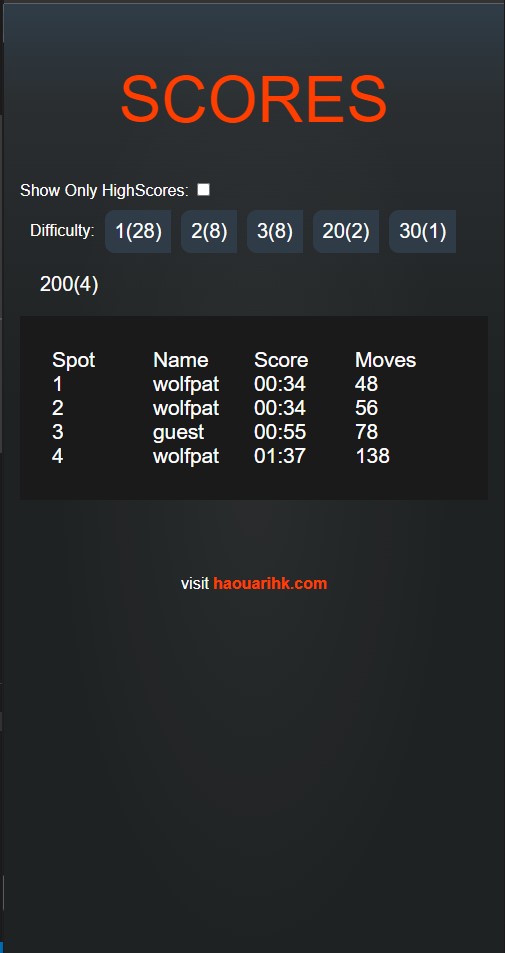 SCORES
Show Only HighScores:
Difficulty: 1(28) 2(8) 3(8) 20(2) 30(1)
200(4)
Spot Name Score Moves
1 wolfpat 00:34 48
2 wolfpat 00:34 56
3 guest 00:55 78
4 wolfpat 01:37 138
visit haouarihk.com